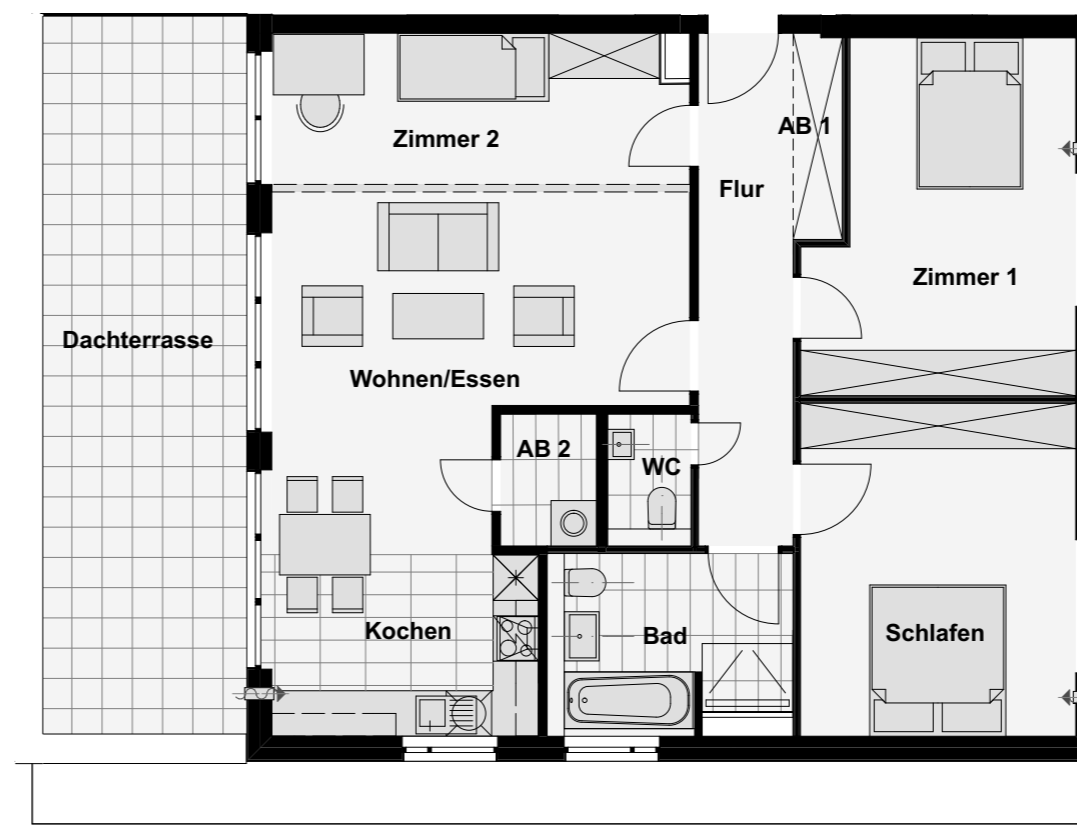 Zimmer 2
AB 1
Flur
Zimmer 1
Dachterrasse
Wohnen/Essen
AB 2
WC
Kochen
Bad
Schlafen